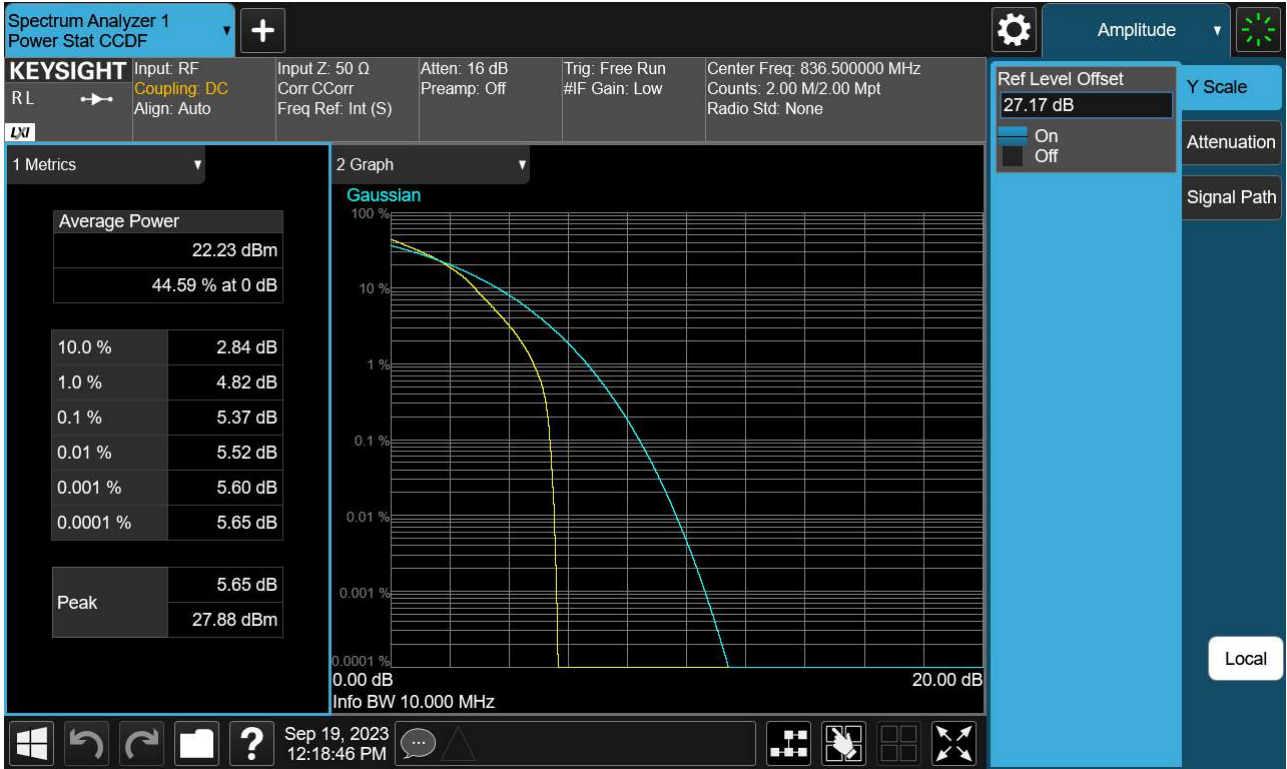 Spectrum Analyzer 1
Power Stat CCDF
Amplitude
KEYSIGHT
RL
LXI
Input: RF
Coupling: DC
Align: Auto
Input Z: 50 Ω
Corr CCorr
Freq Ref: Int (S)
Atten: 16 dB
Preamp: Off
Trig: Free Run
#IF Gain: Low
Center Freq: 836.500000 MHz
Counts: 2.00 M/2.00 Mpt
Radio Std: None
Ref Level Offset
27.17 dB
On
Off
Y Scale
Attenuation
Signal Path
1 Metrics
Average Power
22.23 dBm
44.59 % at 0 dB
10.0 % 2.84 dB
1.0 % 4.82 dB
0.1 % 5.37 dB
0.01 % 5.52 dB
0.001 % 5.60 dB
0.0001 % 5.65 dB
Peak 5.65 dB
27.88 dBm
2 Graph
Gaussian
100 %
10 %
1 %
0.1 %
0.01 %
0.001 %
0.0001 %
0.00 dB 20.00 dB
Info BW 10.000 MHz
Local
?
Sep 19, 2023
12:18:46 PM